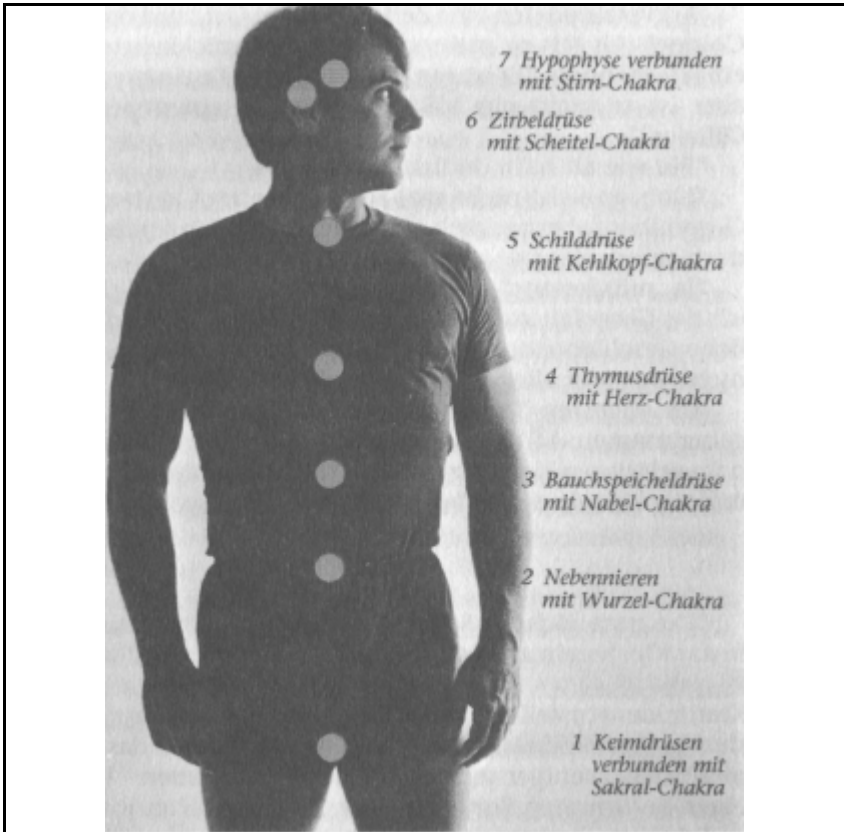 7 Hypophyse verbunden
mit Stirn-Chakra
6 Zirbeldrüse
mit Scheitel-Chakra
5 Schilddrüse
mit Kehlkopf-Chakra
4 Thymusdrüse
mit Herz-Chakra
3 Bauchspeicheldrüse
mit Nabel-Chakra
2 Nebennieren
mit Wurzel-Chakra
1 Keimdrüsen
verbunden mit
Sakral-Chakra